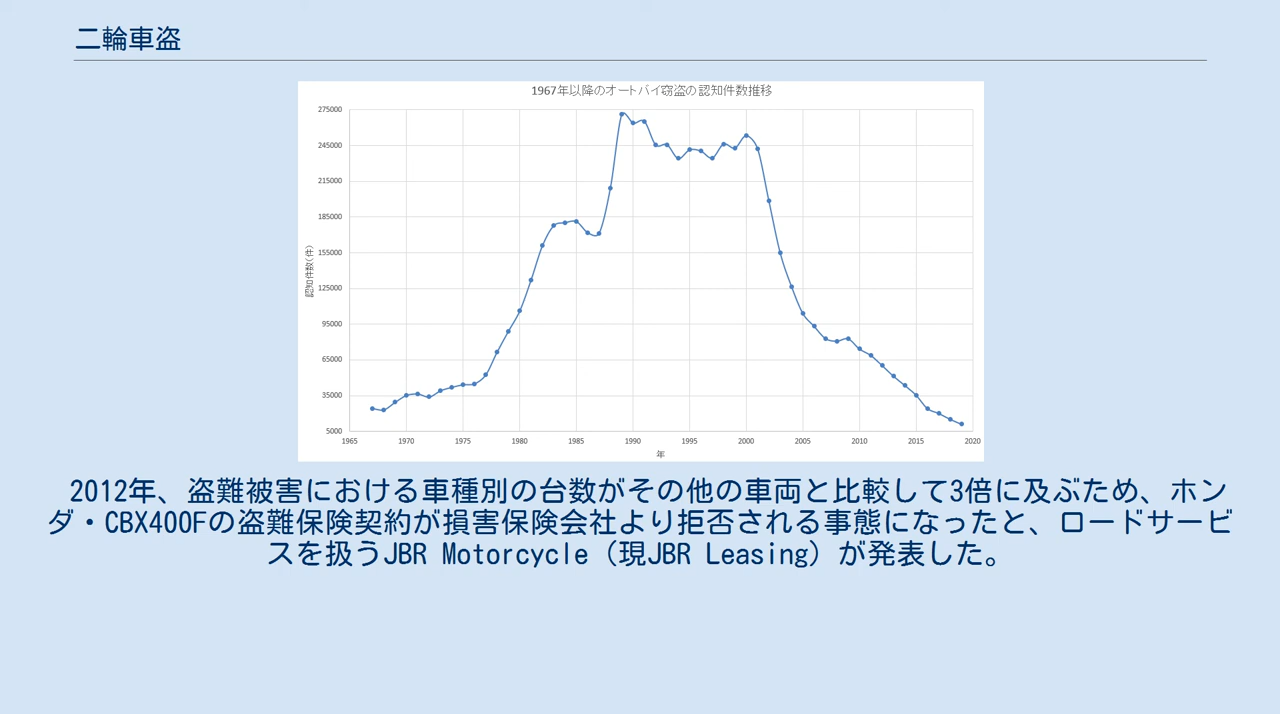 二輪車盗
1967年以降のオートバイ窃盗の認知件数推移
275000
245000
215000
185000
155000
125000
95000
65000
35000
5000
認知件数(件)
1965 1970 1975 1980 1985 1990 1995 2000 2005 2010 2015 2020
年
2012年、盗難被害における車種別の台数がその他の車両と比較して3倍に及ぶため、ホン
ダ・CBX400Fの盗難保険契約が損害保険会社より拒否される事態になったと、ロードサービ
スを扱うJBR Motorcycle（現JBR Leasing）が発表した。